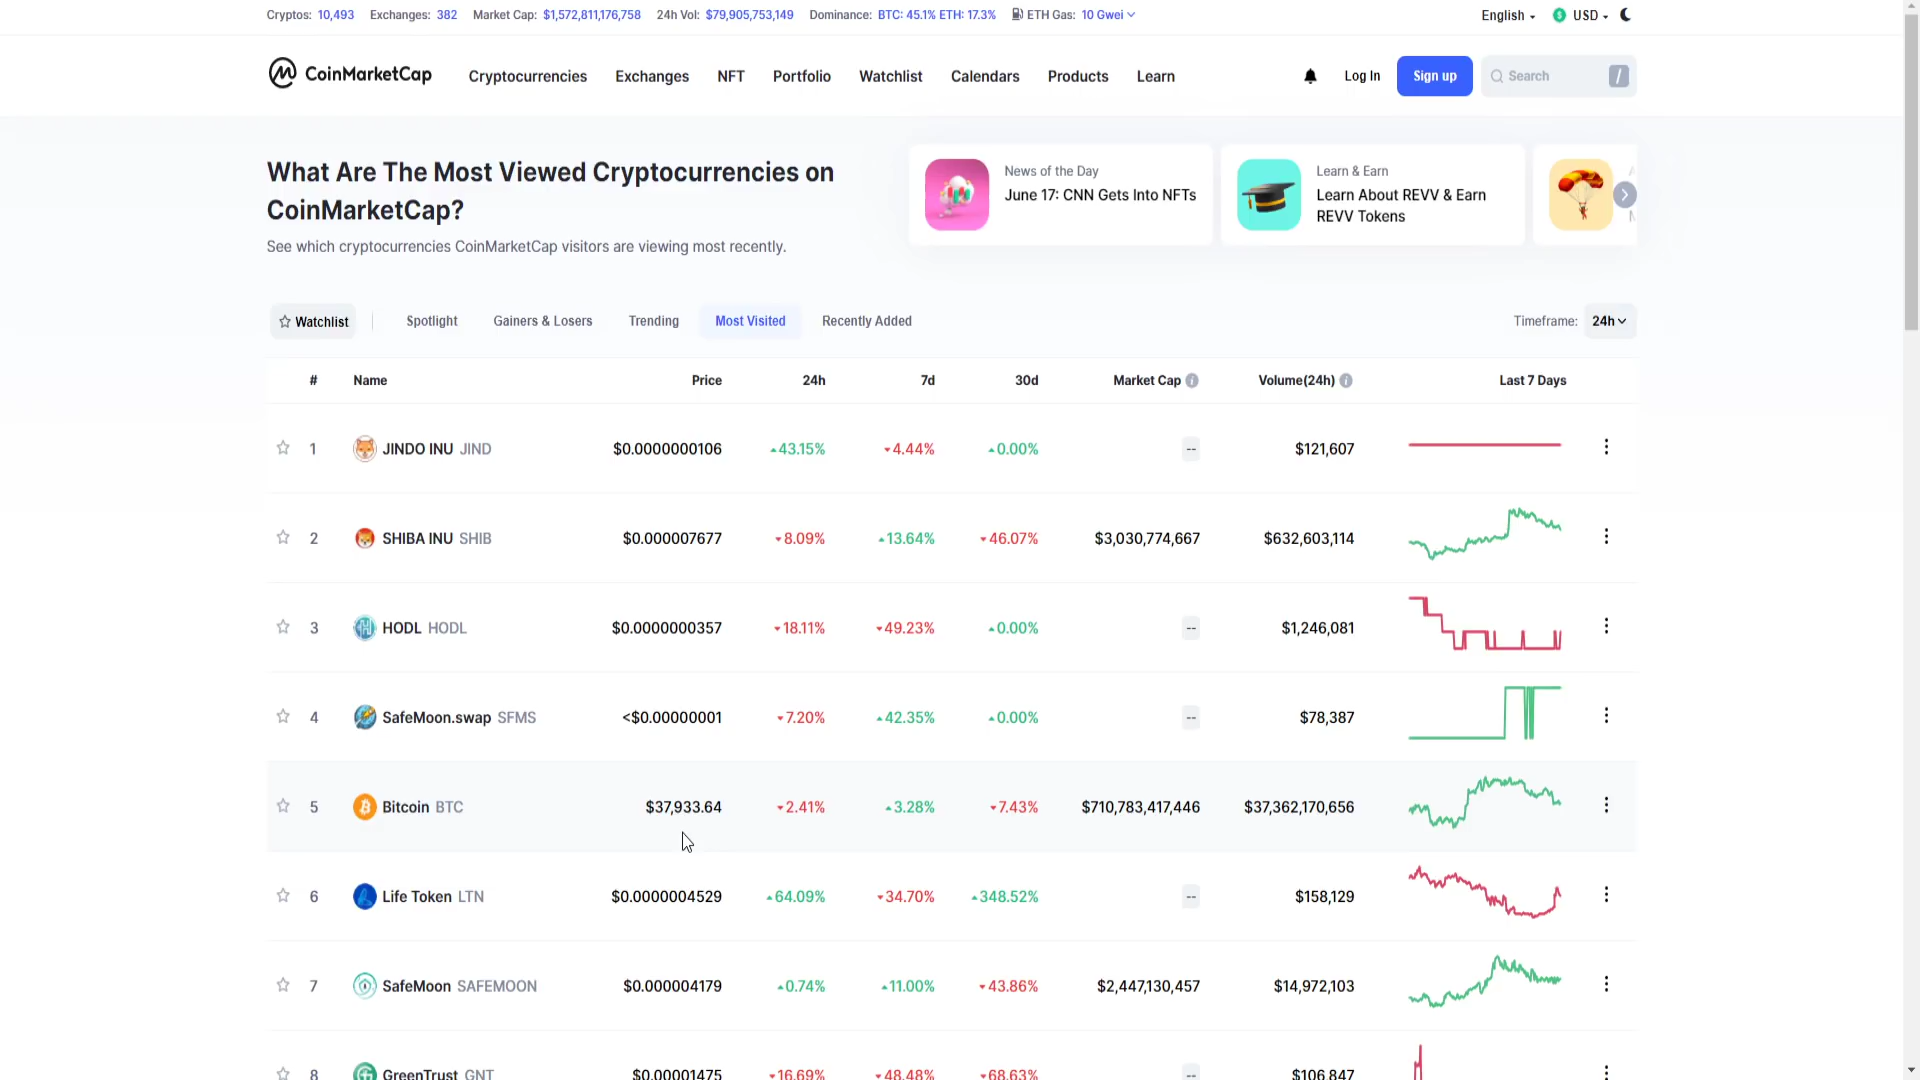 Cryptos: 10,493 Exchanges: 382 Market Cap: $1,572,811,176,758 24h Vol: $79,905,753,149 Dominance: BTC: 45.1% ETH: 17.3% ETH Gas: 10 Gwei English USD
CoinMarketCap Cryptocurrencies Exchanges NFT Portfolio Watchlist Calendars Products Learn Log In Sign up Search /
What Are The Most Viewed Cryptocurrencies on
CoinMarketCap?
See which cryptocurrencies CoinMarketCap visitors are viewing most recently.
News of the Day
June 17: CNN Gets Into NFTs
Learn & Earn
Learn About REVV & Earn
REVV Tokens
Watchlist Spotlight Gainers & Losers Trending Most Visited Recently Added Timeframe: 24h
# Name Price 24h 7d 30d Market Cap Volume(24h) Last 7 Days
1 JINDO INU JIND $0.0000000106 43.15% 4.44% 0.00% -- $121,607
2 SHIBA INU SHIB $0.000007677 8.09% 13.64% 46.07% $3,030,774,667 $632,603,114
3 HODL HODL $0.0000000357 18.11% 49.23% 0.00% -- $1,246,081
4 SafeMoon.swap SFMS <$0.00000001 7.20% 42.35% 0.00% -- $78,387
5 Bitcoin BTC $37,933.64 2.41% 3.28% 7.43% $710,783,417,446 $37,362,170,656
6 Life Token LTN $0.0000004529 64.09% 34.70% 348.52% -- $158,129
7 SafeMoon SAFEMOON $0.000004179 0.74% 11.00% 43.86% $2,447,130,457 $14,972,103
8 GreenTrust GNT $0.00001475 16.69% 48.48% 68.63% -- $106,847